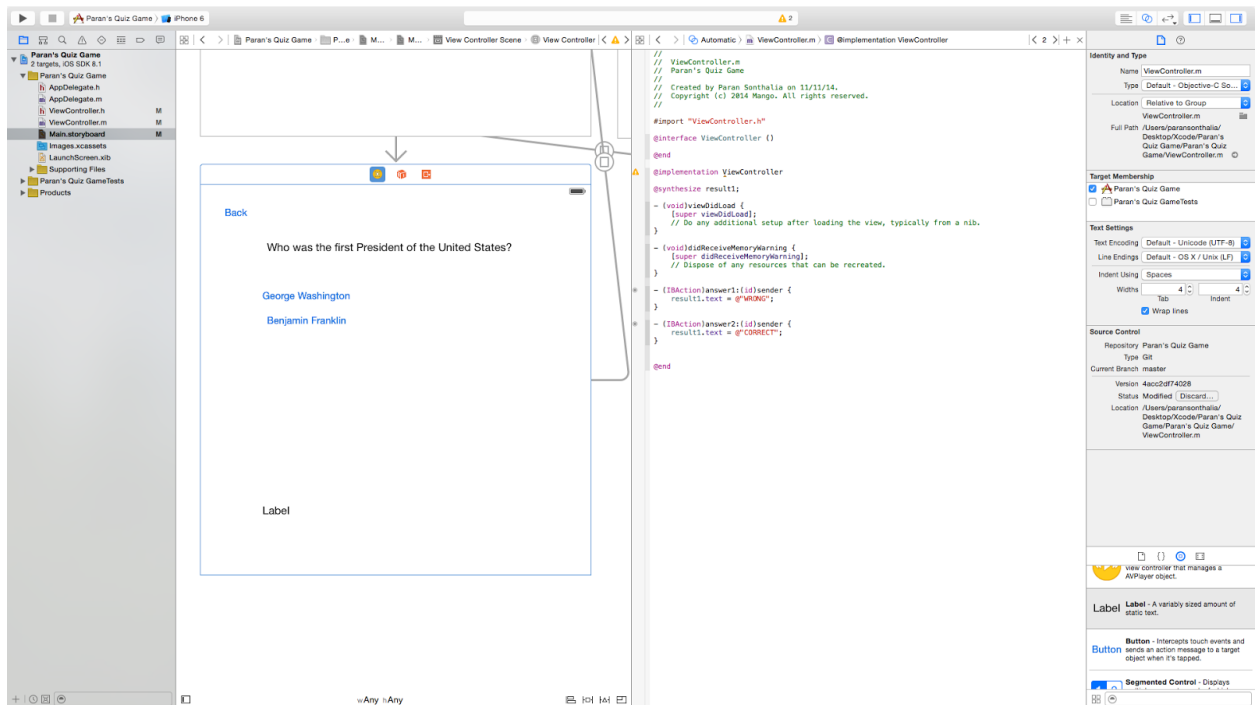 Paran's Quiz Game
iPhone 6
2
Paran's Quiz Game
P...e
M...
M...
View Controller Scene
View Controller
Automatic
ViewController.m
@implementation ViewController
2
Paran's Quiz Game
2 targets, iOS SDK 8.1
Paran's Quiz Game
AppDelegate.h
AppDelegate.m
ViewController.h M
ViewController.m M
Main.storyboard M
Images.xcassets
LaunchScreen.xib
Supporting Files
Paran's Quiz GameTests
Products
Back
Who was the first President of the United States?
George Washington
Benjamin Franklin
Label
wAny hAny
//
// ViewController.m
// Paran's Quiz Game
//
// Created by Paran Sonthalia on 11/11/14.
// Copyright (c) 2014 Mango. All rights reserved.
//
#import "ViewController.h"
@interface ViewController ()
@end
@implementation ViewController
@synthesize result1;
- (void)viewDidLoad {
[super viewDidLoad];
// Do any additional setup after loading the view, typically from a nib.
}
- (void)didReceiveMemoryWarning {
[super didReceiveMemoryWarning];
// Dispose of any resources that can be recreated.
}
- (IBAction)answer1:(id)sender {
result1.text = @"WRONG";
}
- (IBAction)answer2:(id)sender {
result1.text = @"CORRECT";
}
@end
Identity and Type
Name ViewController.m
Type Default - Objective-C So...
Location Relative to Group
ViewController.m
Full Path /Users/paransonthalia/
Desktop/Xcode/Paran's
Quiz Game/Paran's Quiz
Game/ViewController.m
Target Membership
Paran's Quiz Game
Paran's Quiz GameTests
Text Settings
Text Encoding Default - Unicode (UTF-8)
Line Endings Default - OS X / Unix (LF)
Indent Using Spaces
Widths 4 4
Tab Indent
Wrap lines
Source Control
Repository Paran's Quiz Game
Type Git
Current Branch master
Version 4acc2df74028
Status Modified Discard...
Location /Users/paransonthalia/
Desktop/Xcode/Paran's Quiz
Game/Paran's Quiz Game/
ViewController.m
view controller that manages a
AVPlayer object.
Label Label - A variably sized amount of
static text.
Button Button - Intercepts touch events and
sends an action message to a target
object when it's tapped.
Segmented Control - Displays